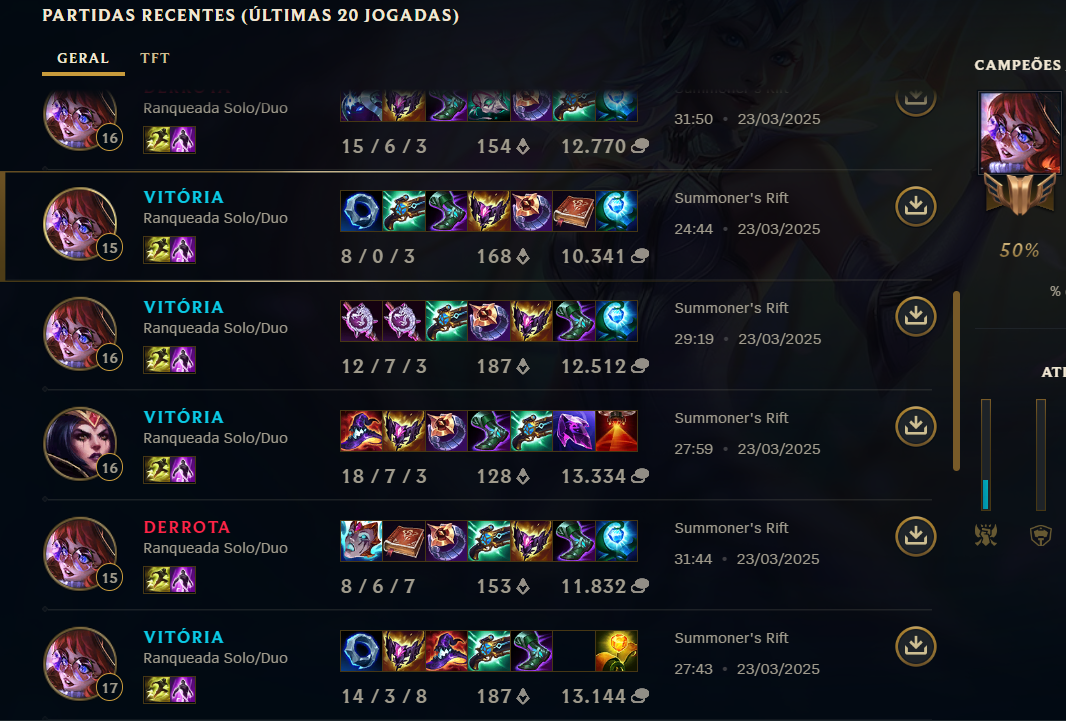 PARTIDAS RECENTES (ÚLTIMAS 20 JOGADAS)
GERAL TFT
CAMPEÕES
Ranqueada Solo/Duo
Summoner's Rift
31:50 • 23/03/2025
16
15 / 6 / 3 154 12.770
VITÓRIA
Ranqueada Solo/Duo
Summoner's Rift
24:44 • 23/03/2025
15
8 / 0 / 3 168 10.341
50%
%
VITÓRIA
Ranqueada Solo/Duo
Summoner's Rift
29:19 • 23/03/2025
16
12 / 7 / 3 187 12.512
ATI
VITÓRIA
Ranqueada Solo/Duo
Summoner's Rift
27:59 • 23/03/2025
16
18 / 7 / 3 128 13.334
DERROTA
Ranqueada Solo/Duo
Summoner's Rift
31:44 • 23/03/2025
15
8 / 6 / 7 153 11.832
VITÓRIA
Ranqueada Solo/Duo
Summoner's Rift
27:43 • 23/03/2025
17
14 / 3 / 8 187 13.144